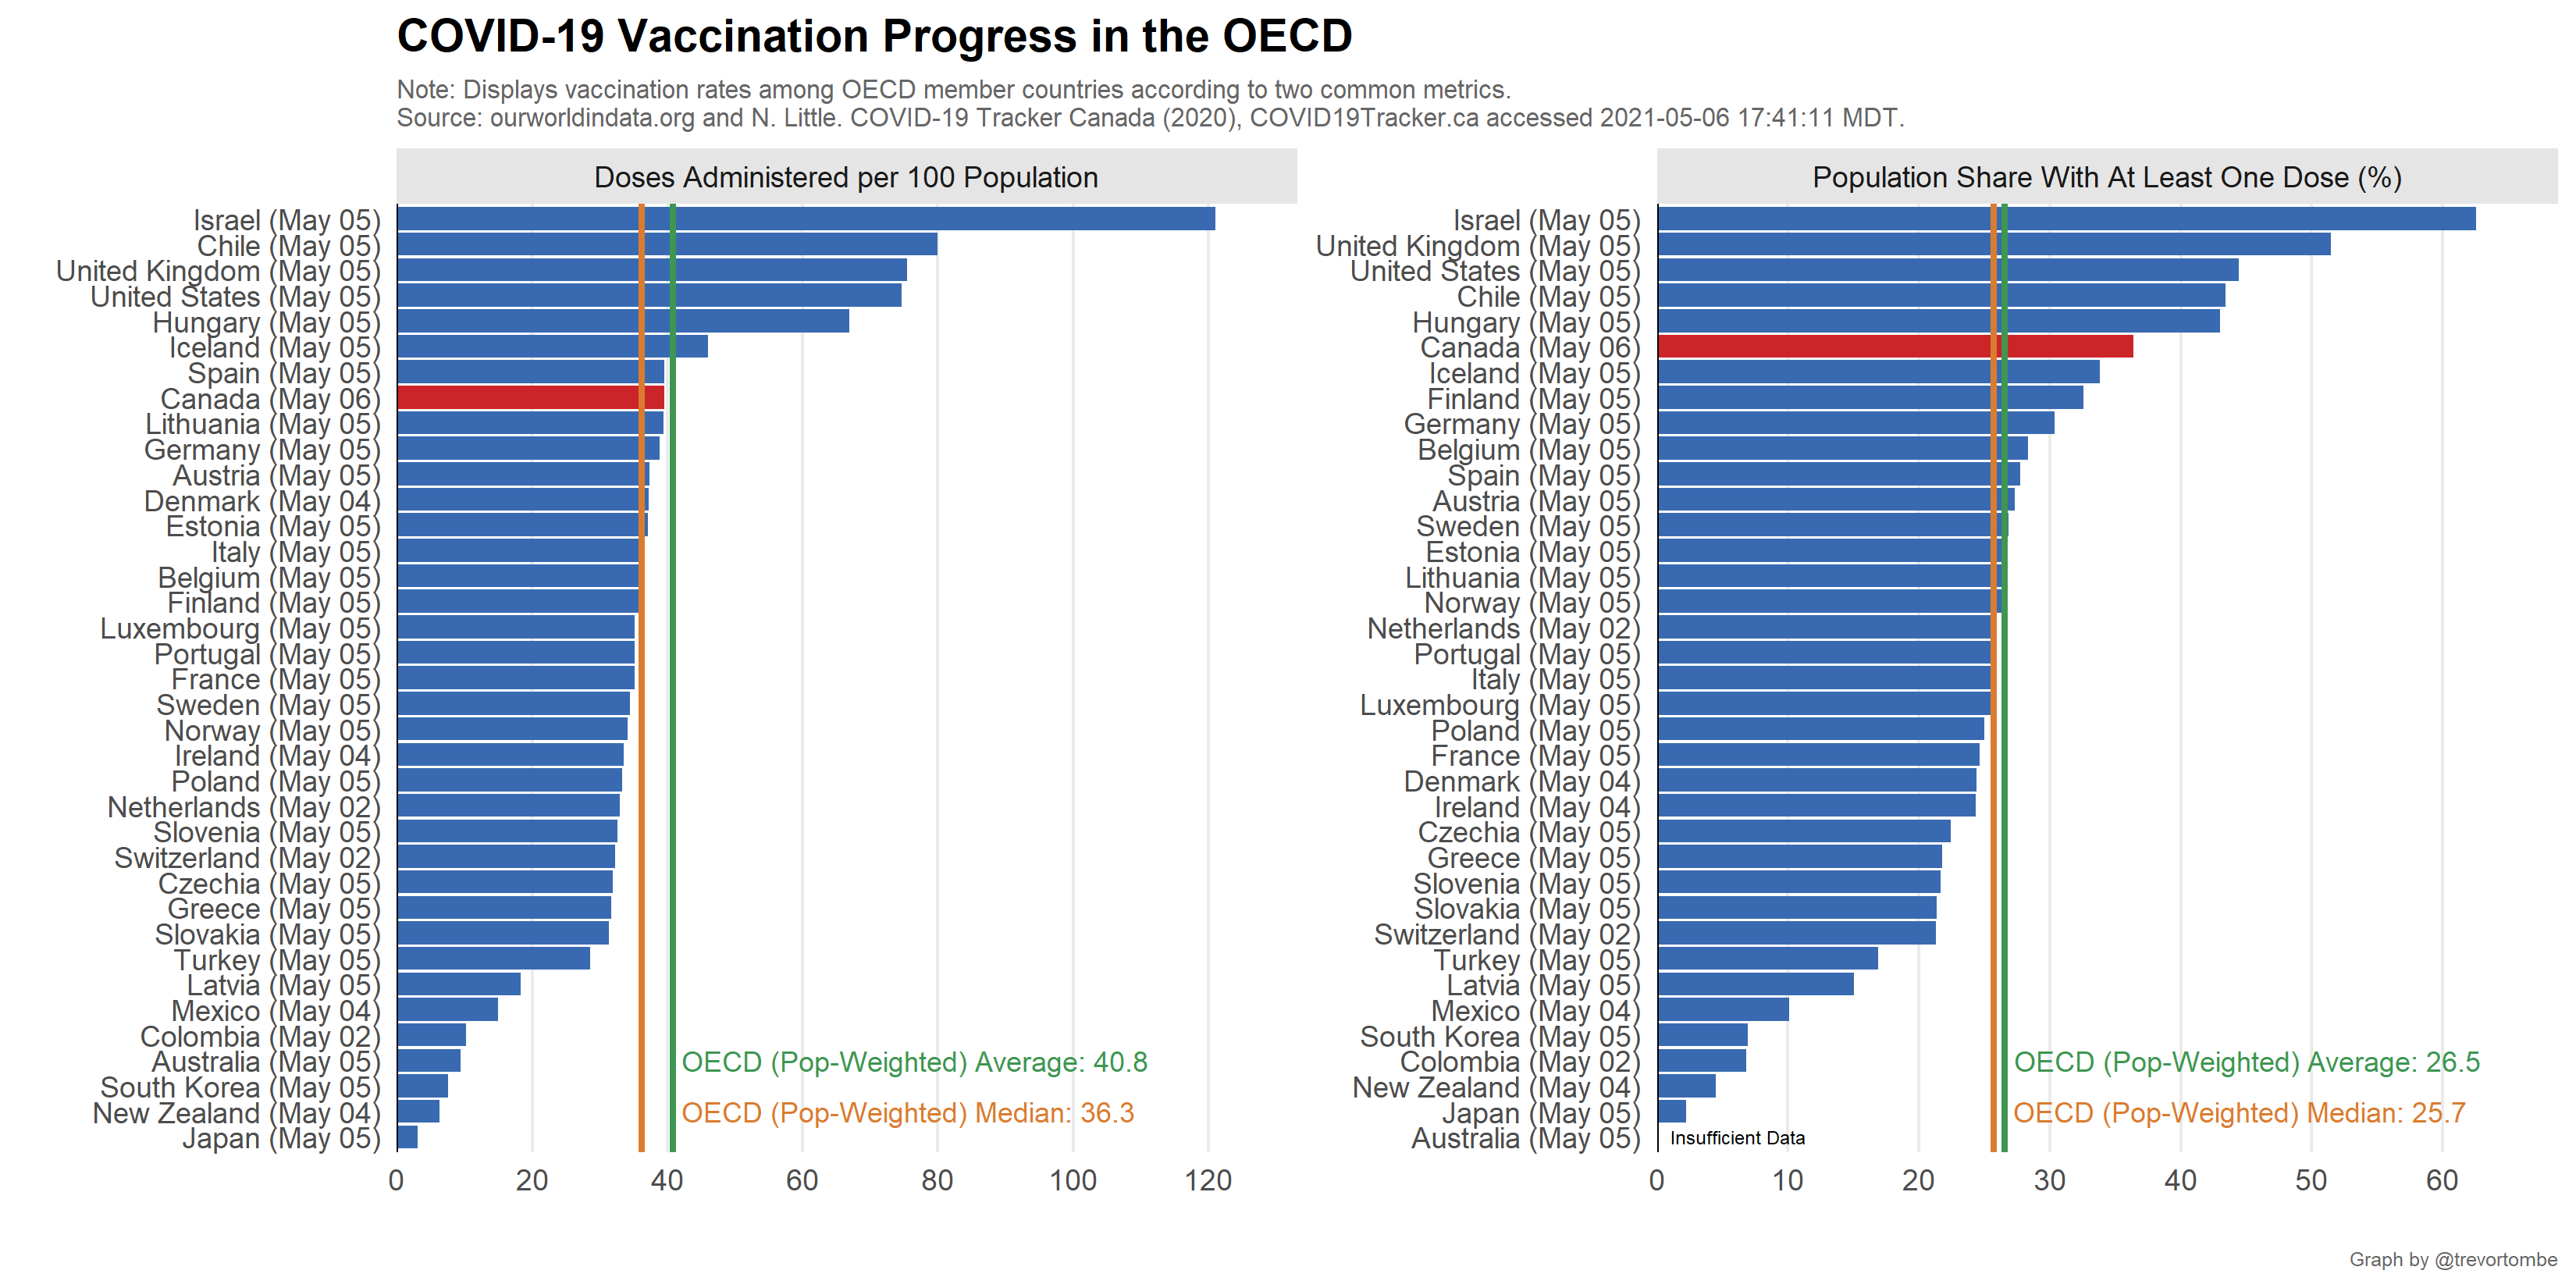 COVID-19 Vaccination Progress in the OECD
Note: Displays vaccination rates among OECD member countries according to two common metrics.
Source: ourworldindata.org and N. Little. COVID-19 Tracker Canada (2020), COVID19Tracker.ca accessed 2021-05-06 17:41:11 MDT.
Doses Administered per 100 Population
Israel (May 05)
Chile (May 05)
United Kingdom (May 05)
United States (May 05)
Hungary (May 05)
Iceland (May 05)
Spain (May 05)
Canada (May 06)
Lithuania (May 05)
Germany (May 05)
Austria (May 05)
Denmark (May 04)
Estonia (May 05)
Italy (May 05)
Belgium (May 05)
Finland (May 05)
Luxembourg (May 05)
Portugal (May 05)
France (May 05)
Sweden (May 05)
Norway (May 05)
Ireland (May 04)
Poland (May 05)
Netherlands (May 02)
Slovenia (May 05)
Switzerland (May 02)
Czechia (May 05)
Greece (May 05)
Slovakia (May 05)
Turkey (May 05)
Latvia (May 05)
Mexico (May 04)
Colombia (May 02)
Australia (May 05)
South Korea (May 05)
New Zealand (May 04)
Japan (May 05)
OECD (Pop-Weighted) Average: 40.8
OECD (Pop-Weighted) Median: 36.3
0 20 40 60 80 100 120
Population Share With At Least One Dose (%)
Israel (May 05)
United Kingdom (May 05)
United States (May 05)
Chile (May 05)
Hungary (May 05)
Canada (May 06)
Iceland (May 05)
Finland (May 05)
Germany (May 05)
Belgium (May 05)
Spain (May 05)
Austria (May 05)
Sweden (May 05)
Estonia (May 05)
Lithuania (May 05)
Norway (May 05)
Netherlands (May 02)
Portugal (May 05)
Italy (May 05)
Luxembourg (May 05)
Poland (May 05)
France (May 05)
Denmark (May 04)
Ireland (May 04)
Czechia (May 05)
Greece (May 05)
Slovenia (May 05)
Slovakia (May 05)
Switzerland (May 02)
Turkey (May 05)
Latvia (May 05)
Mexico (May 04)
South Korea (May 05)
Colombia (May 02)
New Zealand (May 04)
Japan (May 05)
Australia (May 05)
OECD (Pop-Weighted) Average: 26.5
OECD (Pop-Weighted) Median: 25.7
Insufficient Data
0 10 20 30 40 50 60
Graph by @trevortombe